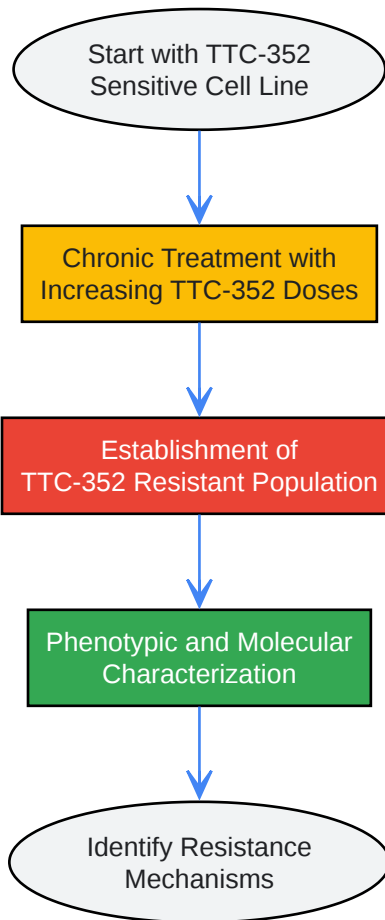 Start with TTC-352
Sensitive Cell Line
Chronic Treatment with
Increasing TTC-352 Doses
Establishment of
TTC-352 Resistant Population
Phenotypic and Molecular
Characterization
Identify Resistance
Mechanisms